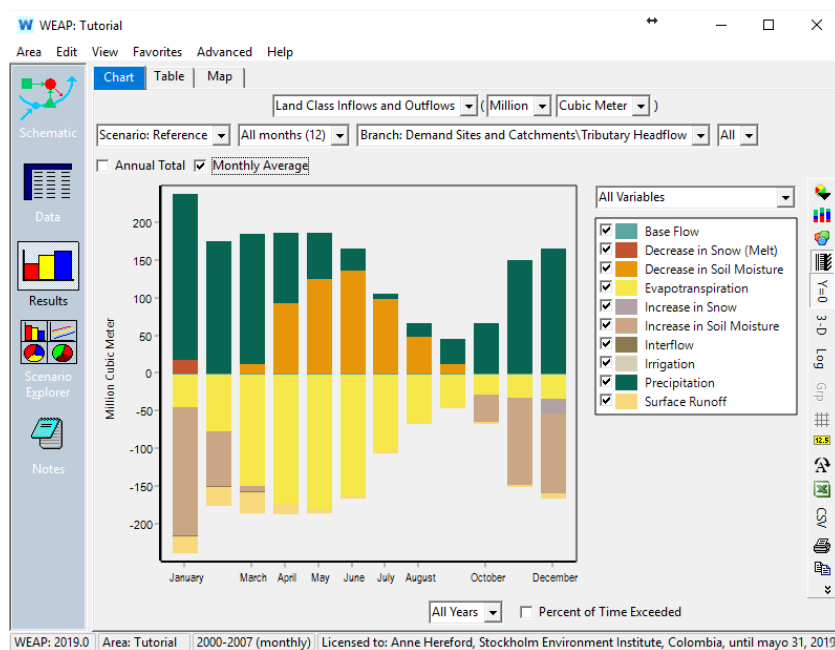 WEAP: Tutorial
Area Edit View Favorites Advanced Help
Chart Table Map
Land Class Inflows and Outflows ( Million Cubic Meter )
Scenario: Reference All months (12) Branch: Demand Sites and Catchments\Tributary Headflow All
Annual Total Monthly Average
Schematic
Data
Results
Scenario
Explorer
Notes
Million Cubic Meter
200
150
100
50
0
-50
-100
-150
-200
January March April May June July August October December
All Variables
Base Flow
Decrease in Snow (Melt)
Decrease in Soil Moisture
Evapotranspiration
Increase in Snow
Increase in Soil Moisture
Interflow
Irrigation
Precipitation
Surface Runoff
Y=0
3-D
Log
Grp
12.5
CSV
All Years Percent of Time Exceeded
WEAP: 2019.0 Area: Tutorial 2000-2007 (monthly) Licensed to: Anne Hereford, Stockholm Environment Institute, Colombia, until mayo 31, 2019